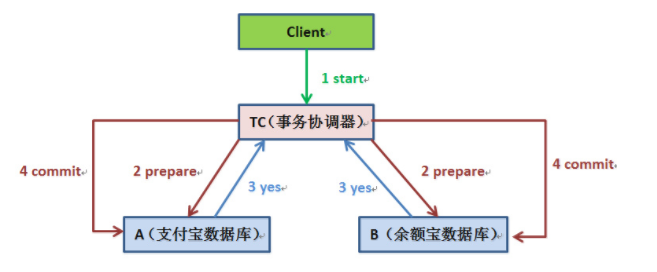 Client
1 start
TC（事务协调器）
4 commit
2 prepare
3 yes
3 yes
2 prepare
4 commit
A（支付宝数据库）
B（余额宝数据库）